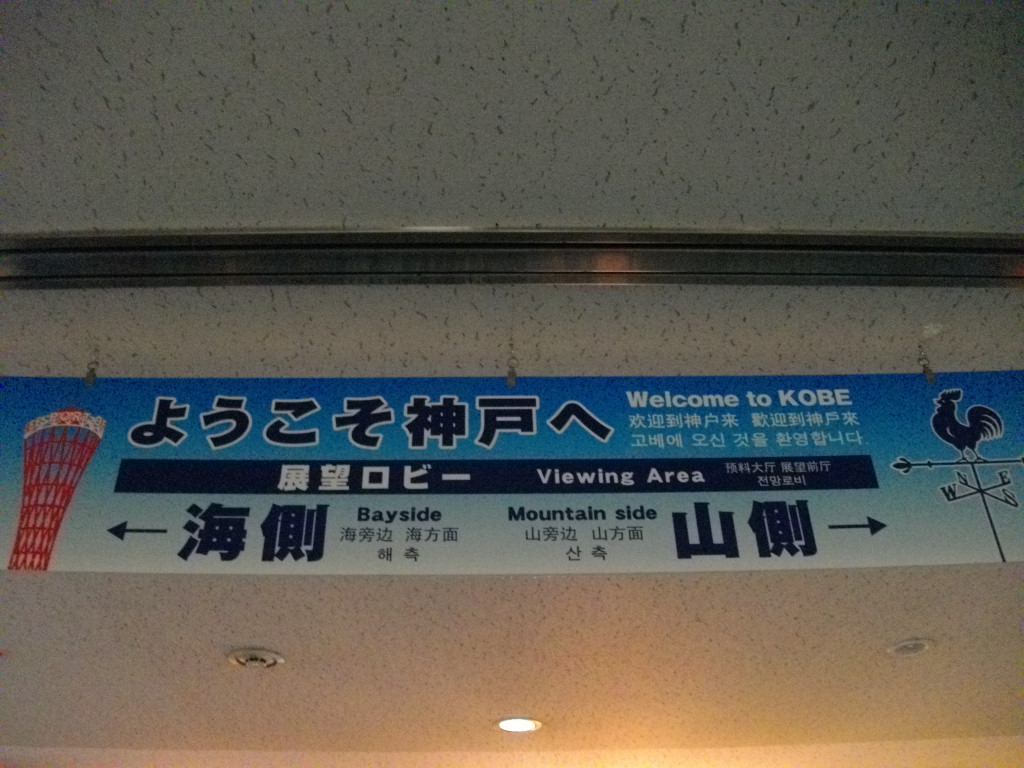 ようこそ神戸へ
Welcome to KOBE
欢迎到神户来 歡迎到神戶來
고베에 오신 것을 환영합니다.
展望ロビー
Viewing Area
预料大厅 展望前厅
전망로비
← 海側
Bayside
海旁边 海方面
해 측
Mountain side
山旁边 山方面
산 측
山側 →
W S E